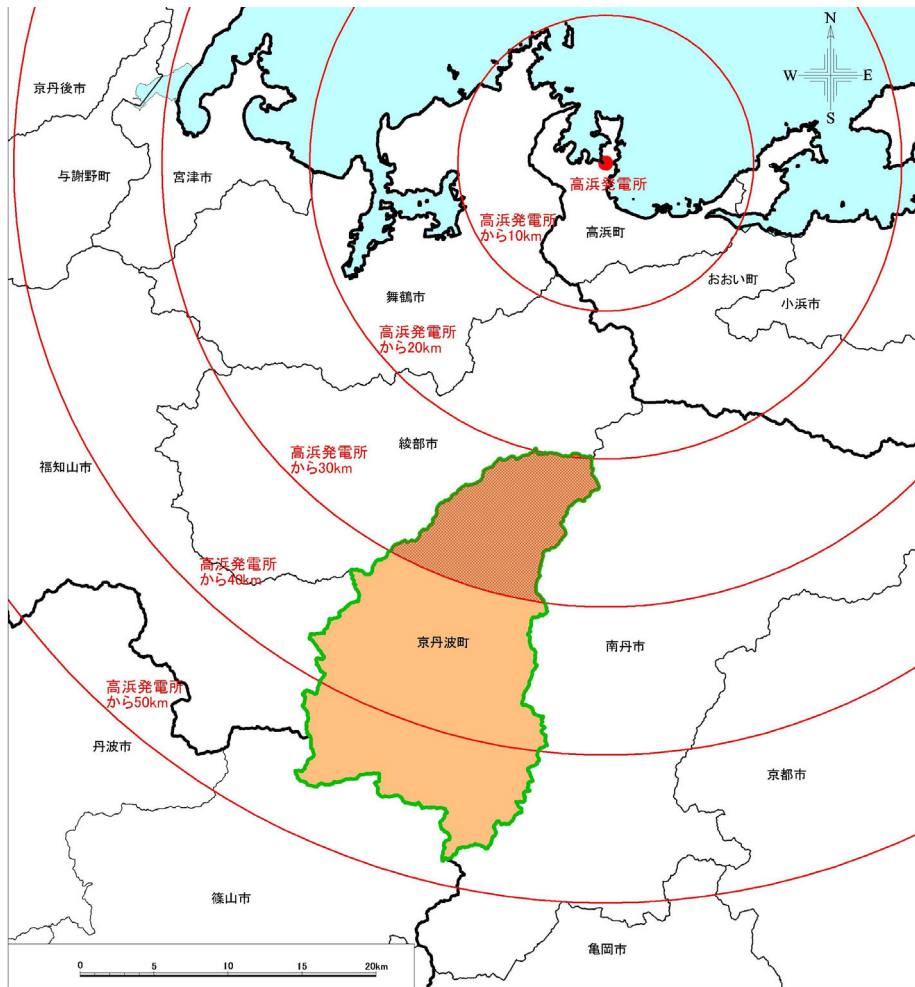 N
W E
S
京丹後市
与謝野町
宮津市
高浜発電所
高浜発電所
から10km
高浜町
おおい町
小浜市
舞鶴市
高浜発電所
から20km
綾部市
高浜発電所
から30km
福知山市
高浜発電所
から40km
京丹波町
南丹市
高浜発電所
から50km
丹波市
京都市
篠山市
亀岡市
0 5 10 20km